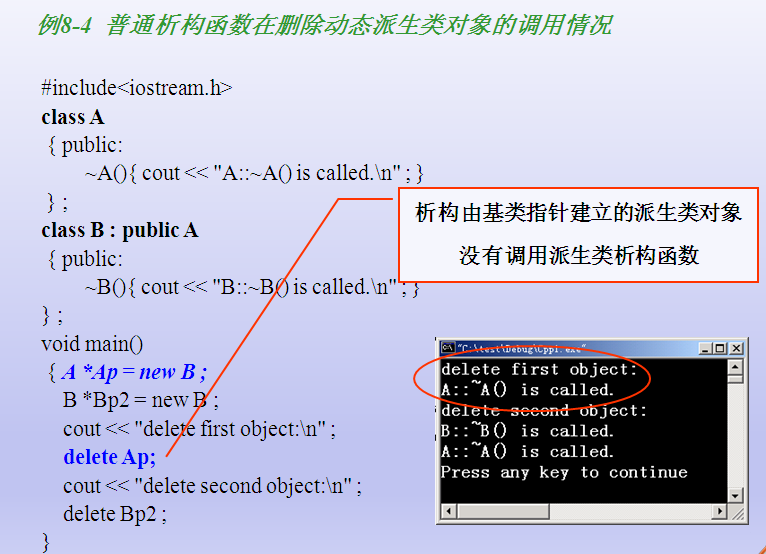 例8-4 普通析构函数在删除动态派生类对象的调用情况
#include<iostream.h>
class A
{ public:
~A(){ cout << "A::~A() is called.\n" ; }
} ;
class B : public A
{ public:
~B(){ cout << "B::~B() is called.\n" ; }
} ;
void main()
{ A *Ap = new B ;
B *Bp2 = new B ;
cout << "delete first object:\n" ;
delete Ap;
cout << "delete second object:\n" ;
delete Bp2 ;
}
析构由基类指针建立的派生类对象
没有调用派生类析构函数
"C:\test\Debug\Cpp1.exe"
delete first object:
A::~A() is called.
delete second object:
B::~B() is called.
A::~A() is called.
Press any key to continue